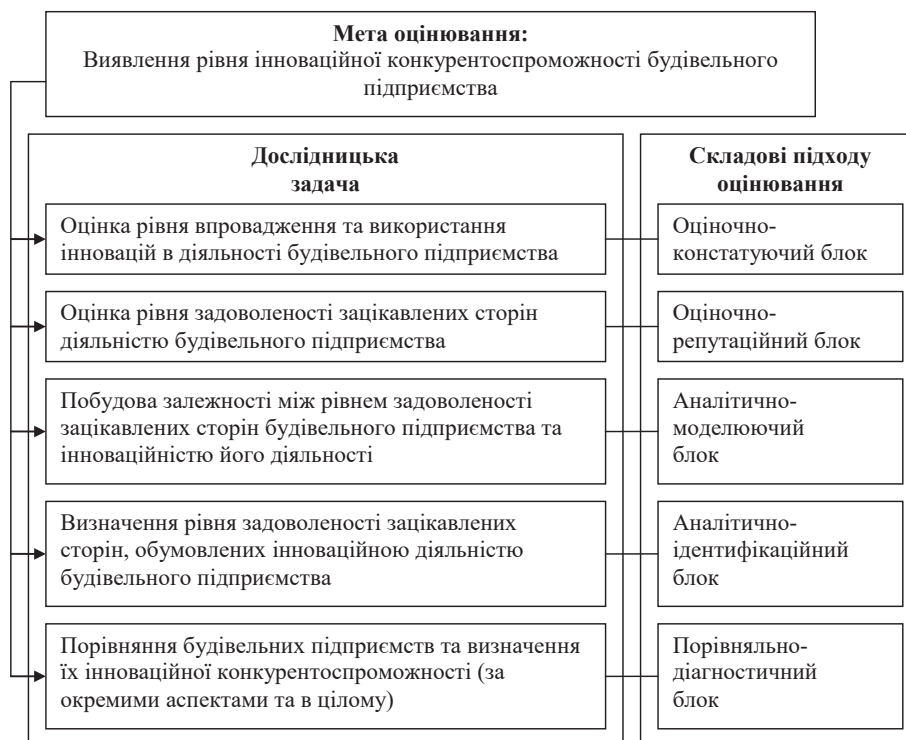 Мета оцінювання:
Виявлення рівня інноваційної конкурентоспроможності будівельного
підприємства
Дослідницька
задача
Складові підходу
оцінювання
Оцінка рівня впровадження та використання
інновацій в діяльності будівельного підприємства
Оціночно-
констатуючий блок
Оцінка рівня задоволеності зацікавлених сторін
діяльністю будівельного підприємства
Оціночно-
репутаційний блок
Побудова залежності між рівнем задоволеності
зацікавлених сторін будівельного підприємства та
інноваційністю його діяльності
Аналітично-
моделюючий
блок
Визначення рівня задоволеності зацікавлених
сторін, обумовлених інноваційною діяльністю
будівельного підприємства
Аналітично-
ідентифікаційний
блок
Порівняння будівельних підприємств та визначення
їх інноваційної конкурентоспроможності (за
окремими аспектами та в цілому)
Порівняльно-
діагностичний
блок